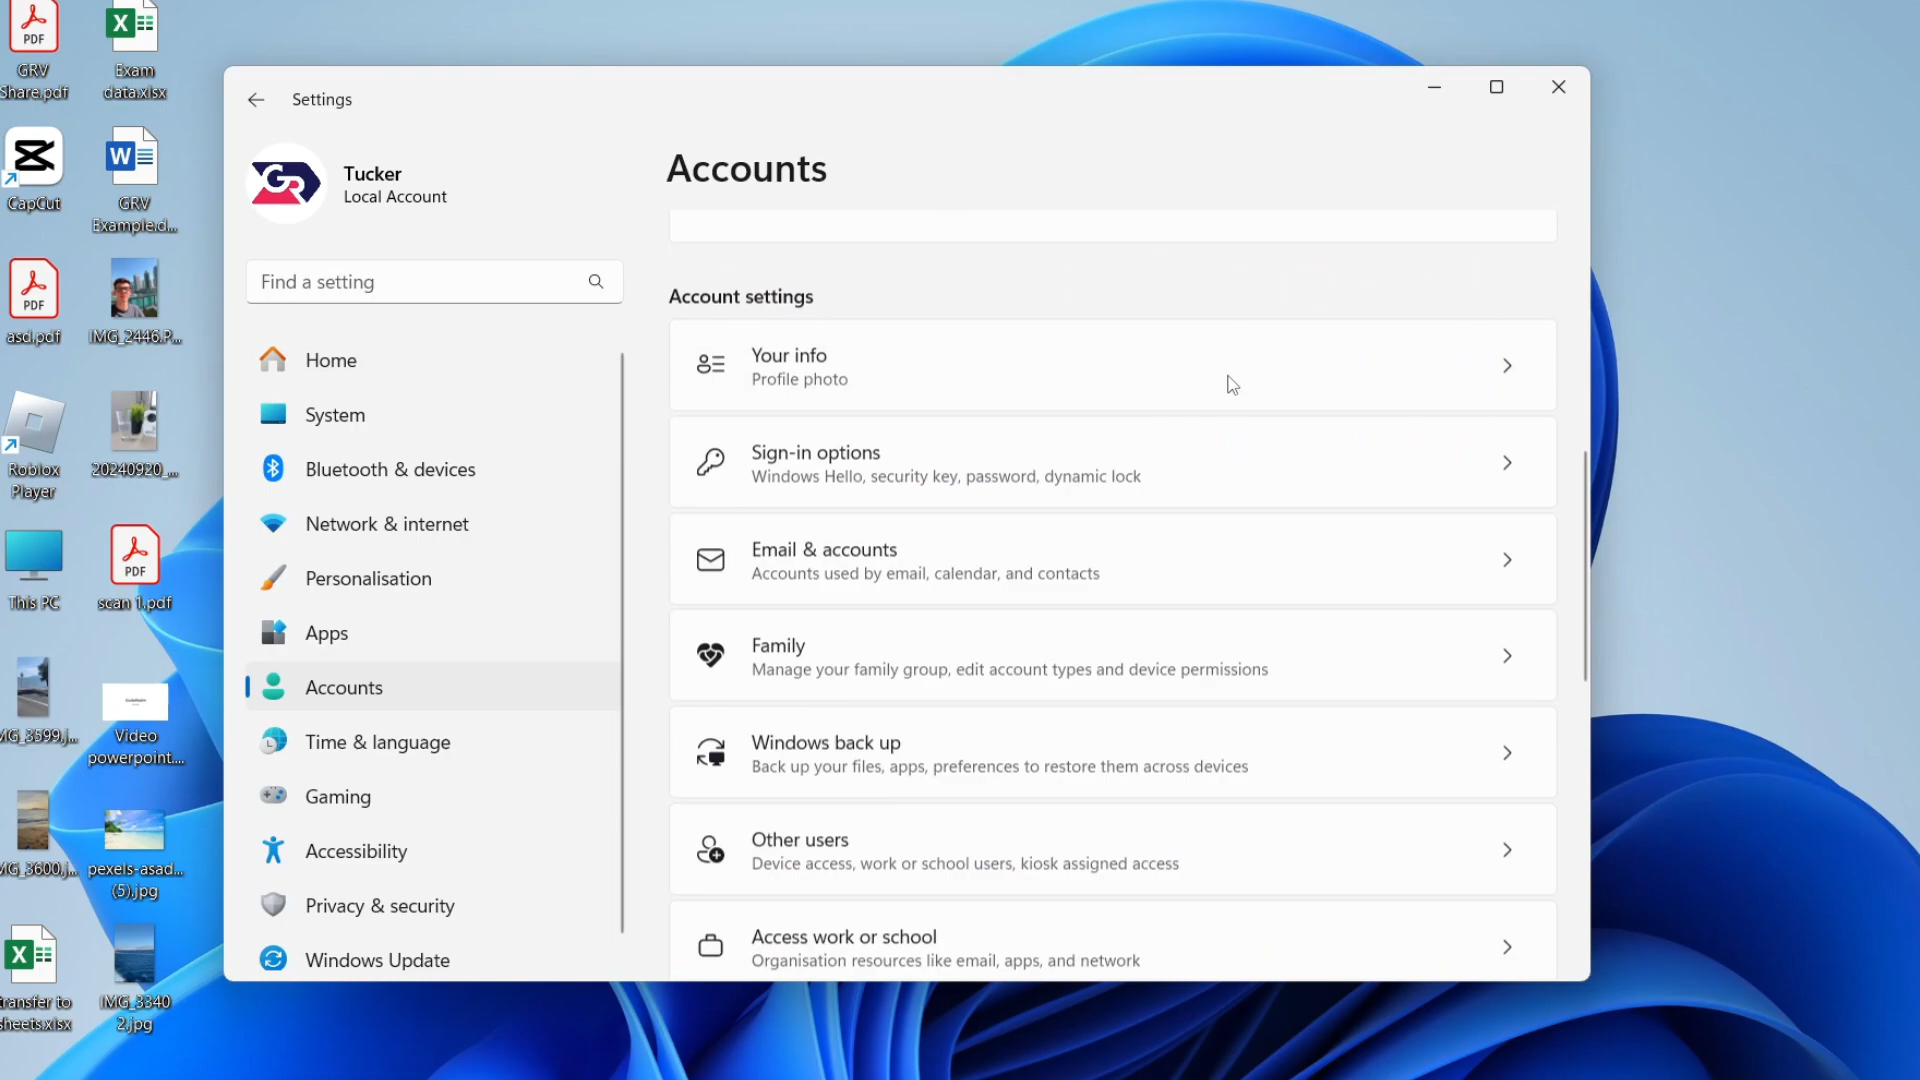 PDF
GRV
Share.pdf
Exam
data.xlsx
CapCut
GRV
Example.d...
PDF
asd.pdf
IMG_2446.P...
Roblox
Player
20240920_...
This PC
PDF
scan 1.pdf
MG_3599.j...
Video
powerpoint....
MG_3600.j...
pexels-asad...
(5).jpg
transfer to
sheets.xlsx
IMG_3340
2.jpg
Settings
GR
Tucker
Local Account
Find a setting
Home
System
Bluetooth & devices
Network & internet
Personalisation
Apps
Accounts
Time & language
Gaming
Accessibility
Privacy & security
Windows Update
Accounts
Account settings
Your info
Profile photo
Sign-in options
Windows Hello, security key, password, dynamic lock
Email & accounts
Accounts used by email, calendar, and contacts
Family
Manage your family group, edit account types and device permissions
Windows back up
Back up your files, apps, preferences to restore them across devices
Other users
Device access, work or school users, kiosk assigned access
Access work or school
Organisation resources like email, apps, and network